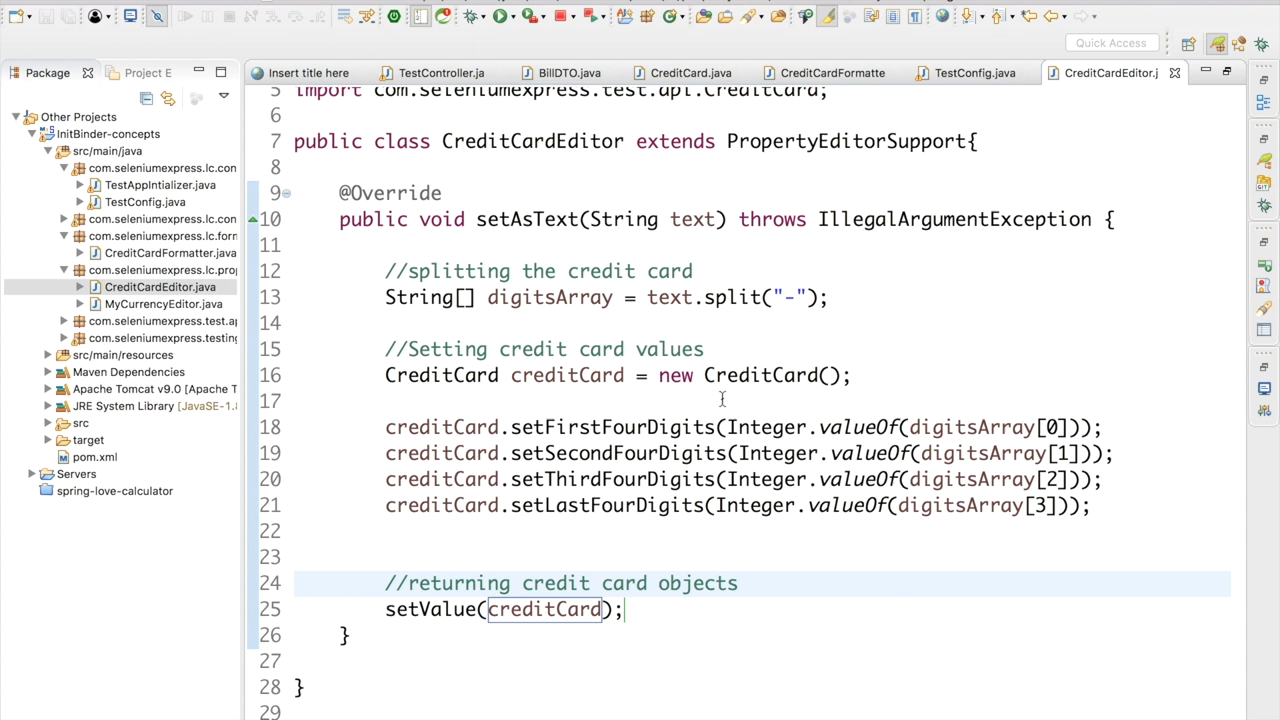 Quick Access
Package
Project E
Insert title here
TestController.ja
BillDTO.java
CreditCard.java
CreditCardFormatte
TestConfig.java
CreditCardEditor.j
Other Projects
InitBinder-concepts
src/main/java
com.seleniumexpress.lc.con
TestAppIntializer.java
TestConfig.java
com.seleniumexpress.lc.con
com.seleniumexpress.lc.forn
CreditCardFormatter.java
com.seleniumexpress.lc.prop
CreditCardEditor.java
MyCurrencyEditor.java
com.seleniumexpress.test.ap
com.seleniumexpress.testing
src/main/resources
Maven Dependencies
Apache Tomcat v9.0 [Apache T
JRE System Library [JavaSE-1.8
src
target
pom.xml
Servers
spring-love-calculator
5 import com.seleniumexpress.test.api.CreditCard;
6
7 public class CreditCardEditor extends PropertyEditorSupport{
8
9 @Override
10 public void setAsText(String text) throws IllegalArgumentException {
11
12 //splitting the credit card
13 String[] digitsArray = text.split("-");
14
15 //Setting credit card values
16 CreditCard creditCard = new CreditCard();
17
18 creditCard.setFirstFourDigits(Integer.valueOf(digitsArray[0]));
19 creditCard.setSecondFourDigits(Integer.valueOf(digitsArray[1]));
20 creditCard.setThirdFourDigits(Integer.valueOf(digitsArray[2]));
21 creditCard.setLastFourDigits(Integer.valueOf(digitsArray[3]));
22
23
24 //returning credit card objects
25 setValue(creditCard);
26 }
27
28 }
29